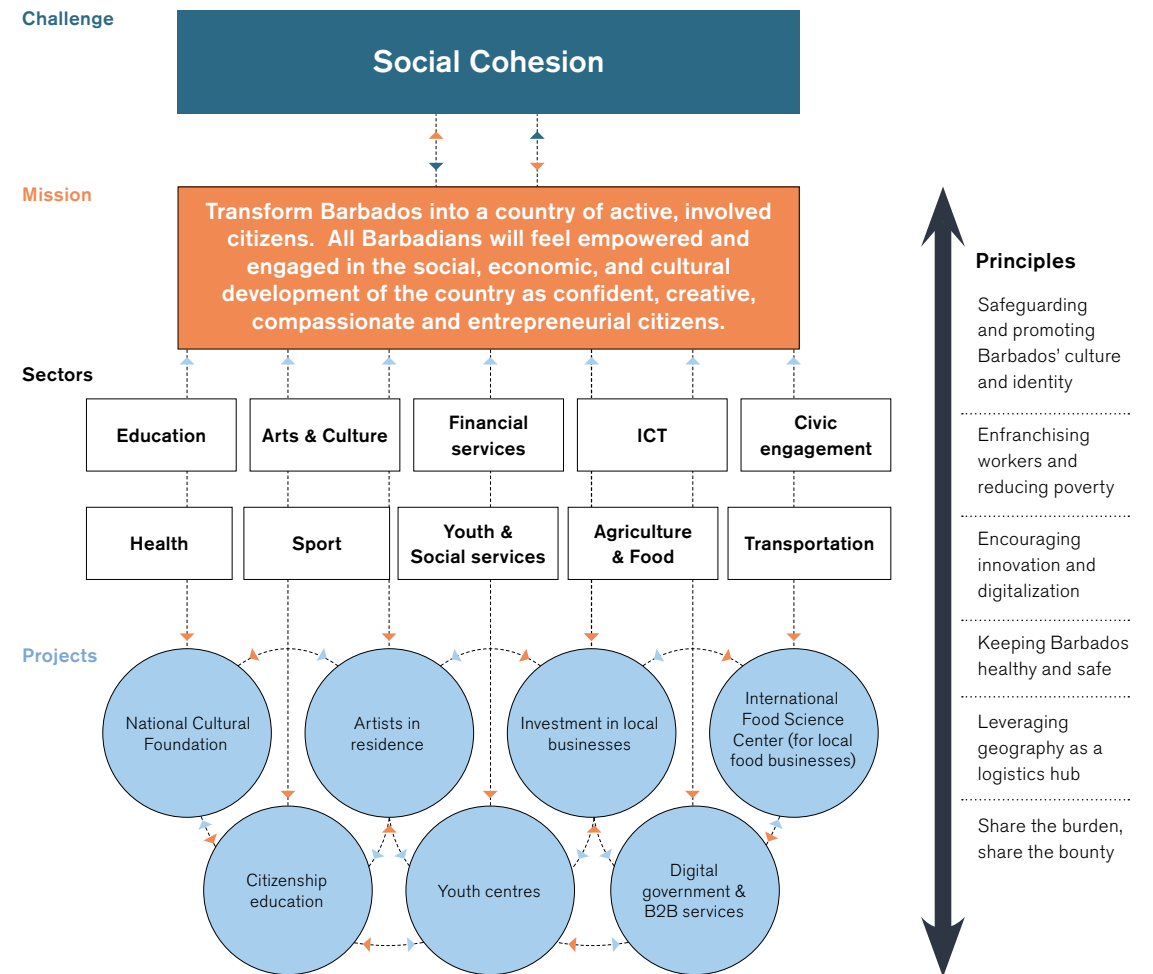 Challenge
Social Cohesion
Mission
Transform Barbados into a country of active, involved
citizens. All Barbadians will feel empowered and
engaged in the social, economic, and cultural
development of the country as confident, creative,
compassionate and entrepreneurial citizens.
Sectors
Education
Arts & Culture
Financial
services
ICT
Civic
engagement
Health
Sport
Youth &
Social services
Agriculture
& Food
Transportation
Projects
National Cultural
Foundation
Artists in
residence
Investment in local
businesses
International
Food Science
Center (for local
food businesses)
Citizenship
education
Youth centres
Digital
government &
B2B services
Principles
Safeguarding
and promoting
Barbados’ culture
and identity
Enfranchising
workers and
reducing poverty
Encouraging
innovation and
digitalization
Keeping Barbados
healthy and safe
Leveraging
geography as a
logistics hub
Share the burden,
share the bounty